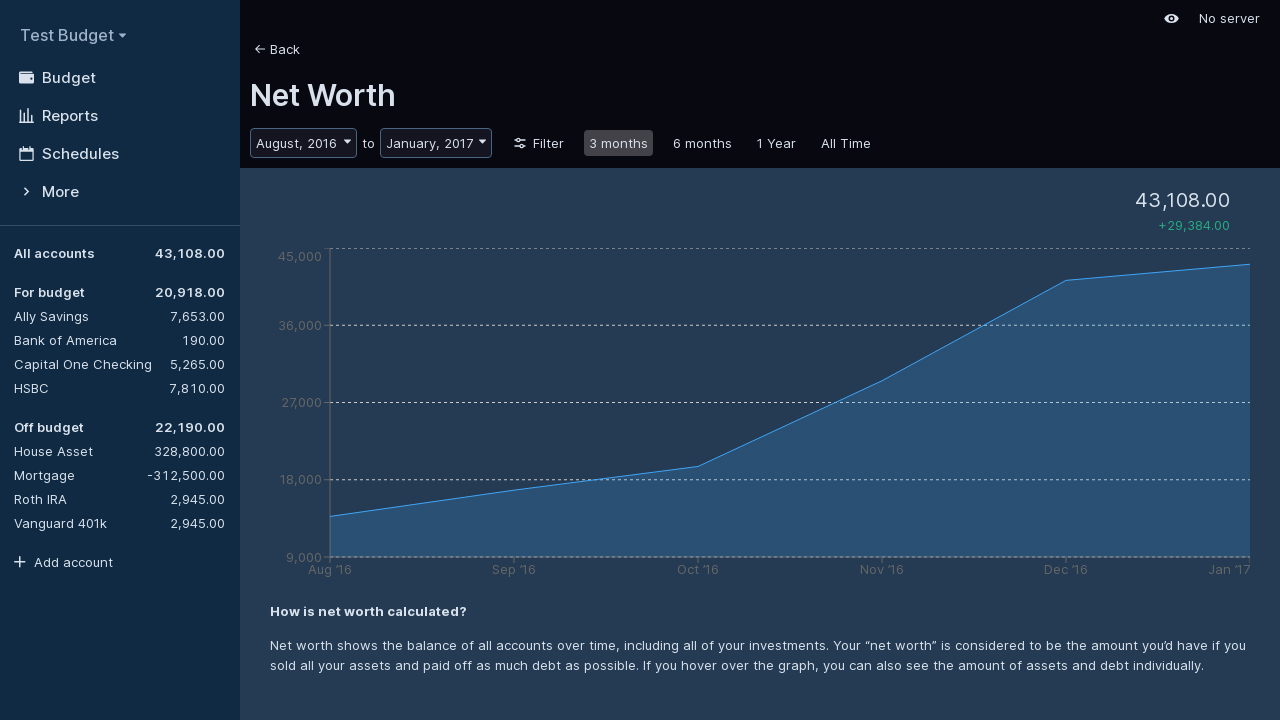 Test Budget
Budget
Reports
Schedules
More
All accounts 43,108.00
For budget 20,918.00
Ally Savings 7,653.00
Bank of America 190.00
Capital One Checking 5,265.00
HSBC 7,810.00
Off budget 22,190.00
House Asset 328,800.00
Mortgage -312,500.00
Roth IRA 2,945.00
Vanguard 401k 2,945.00
Add account
No server
Back
Net Worth
August, 2016 to January, 2017 Filter 3 months 6 months 1 Year All Time
43,108.00
+29,384.00
45,000
36,000
27,000
18,000
9,000
Aug '16 Sep '16 Oct '16 Nov '16 Dec '16 Jan '17
How is net worth calculated?
Net worth shows the balance of all accounts over time, including all of your investments. Your “net worth” is considered to be the amount you’d have if you
sold all your assets and paid off as much debt as possible. If you hover over the graph, you can also see the amount of assets and debt individually.